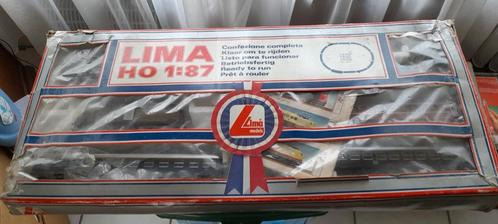 LIMA
HO 1:87
Confezione completa
Klaar om te rijden
Listo para funcionar
Betriebsfertig
Ready to run
Prêt à rouler
Lima
models